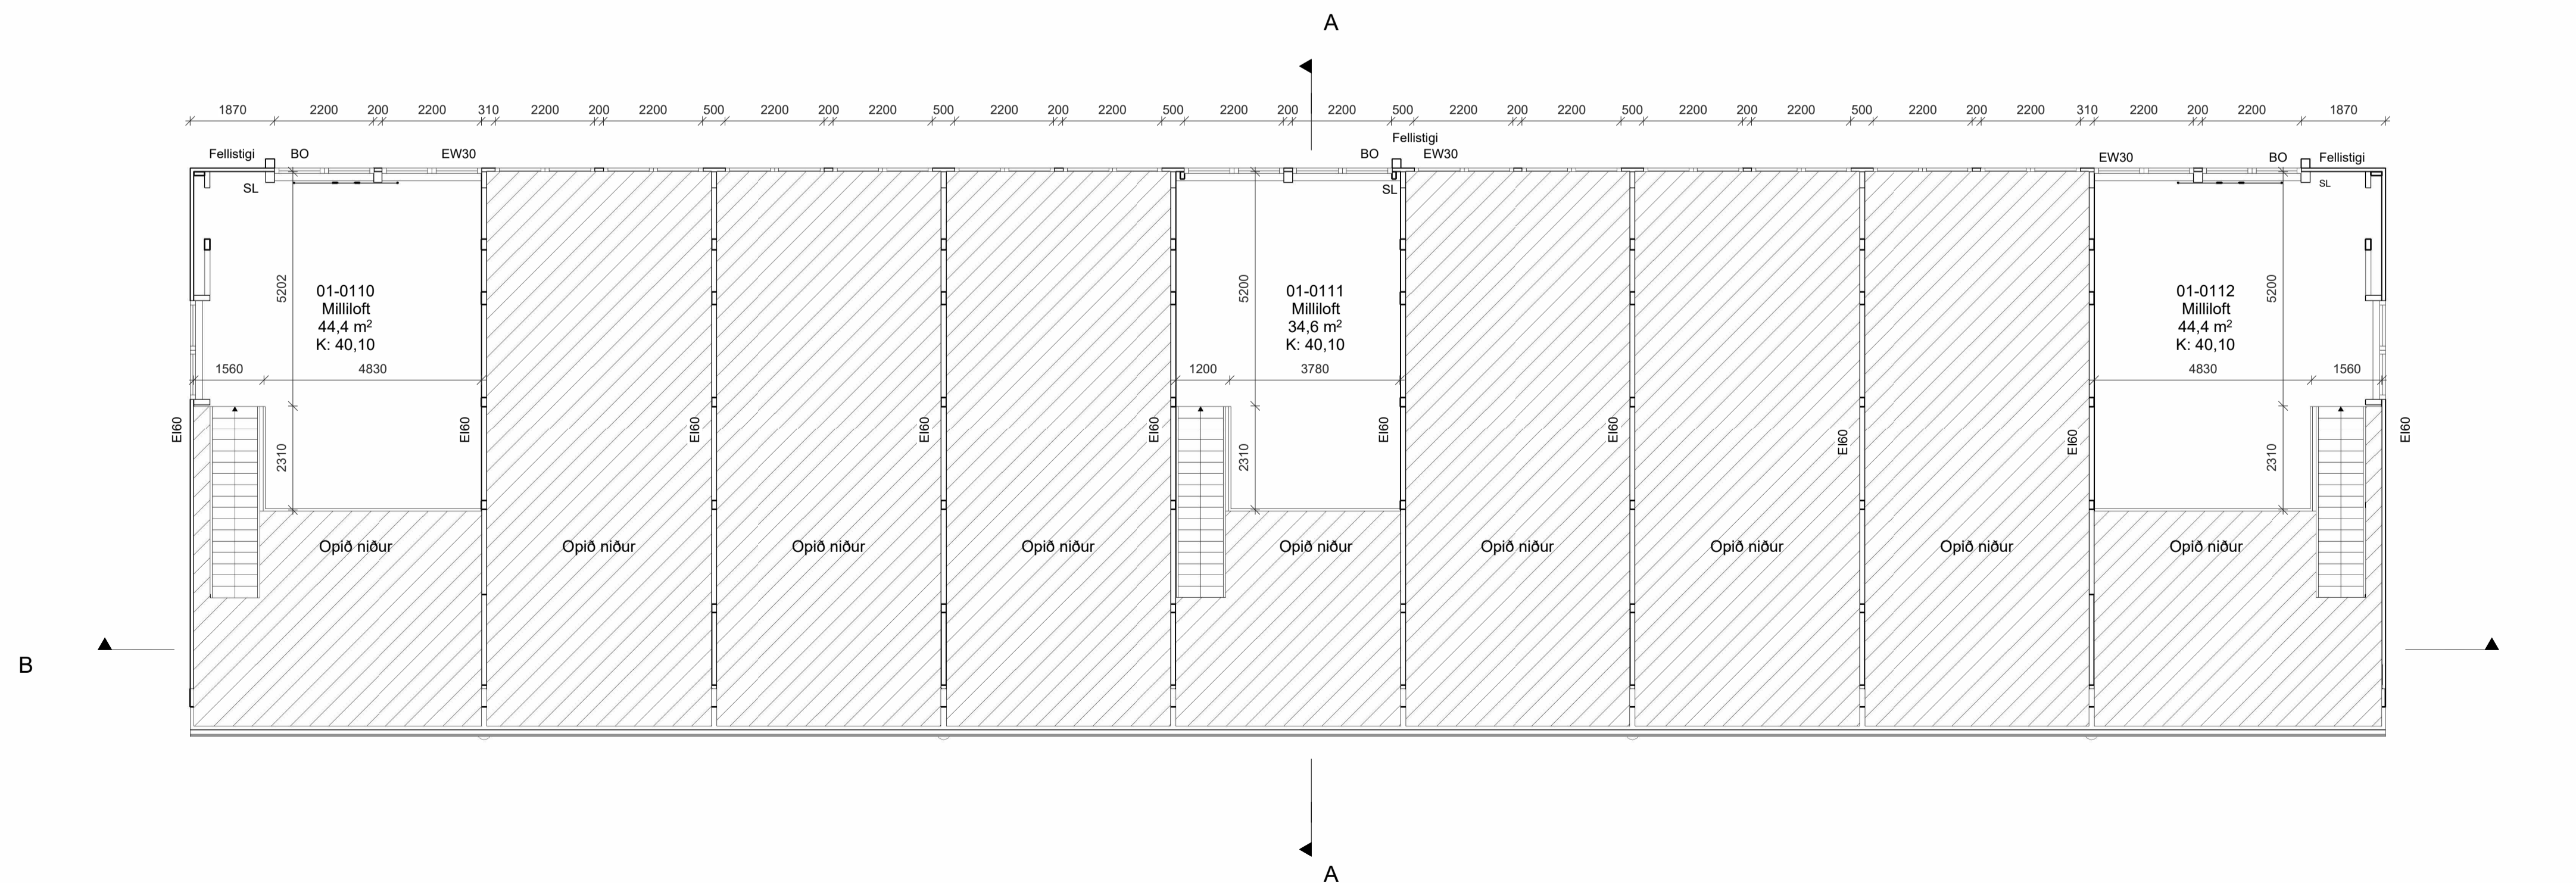 A
1870 2200 200 2200 310 2200 200 2200 500 2200 200 2200 500 2200 200 2200 500 2200 200 2200 500 2200 200 2200 500 2200 200 2200 500 2200 200 2200 310 2200 200 2200 1870
Fellistigi
Fellistigi BO EW30 BO EW30 EW30 BO Fellistigi
SL SL SL
5202 5200 5200
01-0110 01-0111 01-0112
Milliloft Milliloft Milliloft
44,4 m² 34,6 m² 44,4 m²
K: 40,10 K: 40,10 K: 40,10
1560 4830 1200 3780 4830 1560
EI60 EI60 EI60 EI60 EI60 EI60 EI60 EI60 EI60 EI60
2310 2310 2310
Opið niður Opið niður Opið niður Opið niður Opið niður Opið niður Opið niður Opið niður Opið niður
B
A